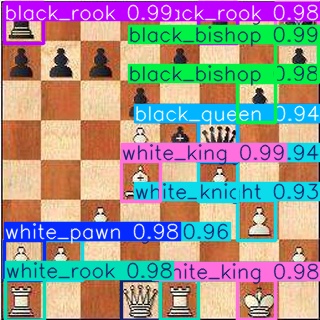 black_rook 0.99 ck_rook 0.98
black_bishop 0.99
black_bishop 0.98
black_queen 0.94
white_king 0.99 .94
white_knight 0.93
white_pawn 0.98 0.96
white_rook 0.98 white_king 0.98